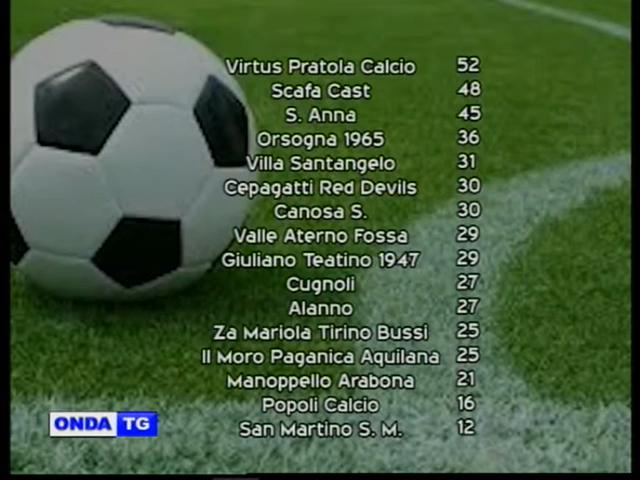 Virtus Pratola Calcio 52
Scafa Cast 48
S. Anna 45
Orsogna 1965 36
Villa Santangelo 31
Cepagatti Red Devils 30
Canosa S. 30
Valle Aterno Fossa 29
Giuliano Teatino 1947 29
Cugnoli 27
Alanno 27
Za Mariola Tirino Bussi 25
Il Moro Paganica Aquilana 25
Manoppello Arabona 21
Popoli Calcio 16
San Martino S. M. 12
ONDA TG